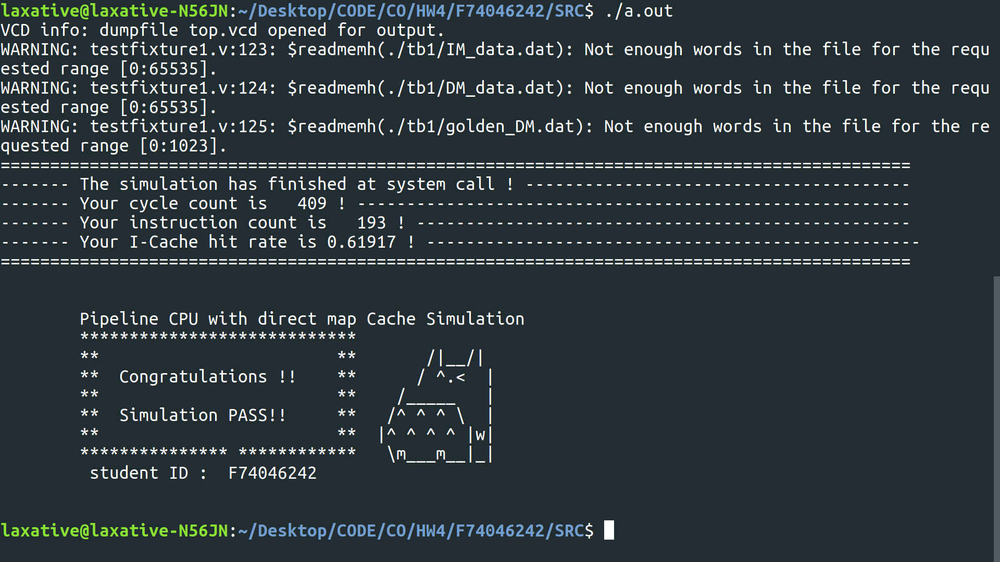 laxative@laxative-N56JN:~/Desktop/CODE/CO/HW4/F74046242/SRC$ ./a.out
VCD info: dumpfile top.vcd opened for output.
WARNING: testfixture1.v:123: $readmemh(./tb1/IM_data.dat): Not enough words in the file for the requ
ested range [0:65535].
WARNING: testfixture1.v:124: $readmemh(./tb1/DM_data.dat): Not enough words in the file for the requ
ested range [0:65535].
WARNING: testfixture1.v:125: $readmemh(./tb1/golden_DM.dat): Not enough words in the file for the re
quested range [0:1023].
============================================================================================
------- The simulation has finished at system call ! ---------------------------------------
------- Your cycle count is   409 ! --------------------------------------------------------
------- Your instruction count is   193 ! --------------------------------------------------
------- Your I-Cache hit rate is 0.61917 ! --------------------------------------------------
============================================================================================
        Pipeline CPU with direct map Cache Simulation
        ****************************
        **                        **       /|__/|
        **  Congratulations !!    **      / ^.<  |
        **                        **    /_____   |
        **  Simulation PASS!!     **   /^ ^ ^ \  |
        **                        **  |^ ^ ^ ^ |w|
        *************** ************   \m___m__|_|
         student ID :  F74046242
laxative@laxative-N56JN:~/Desktop/CODE/CO/HW4/F74046242/SRC$